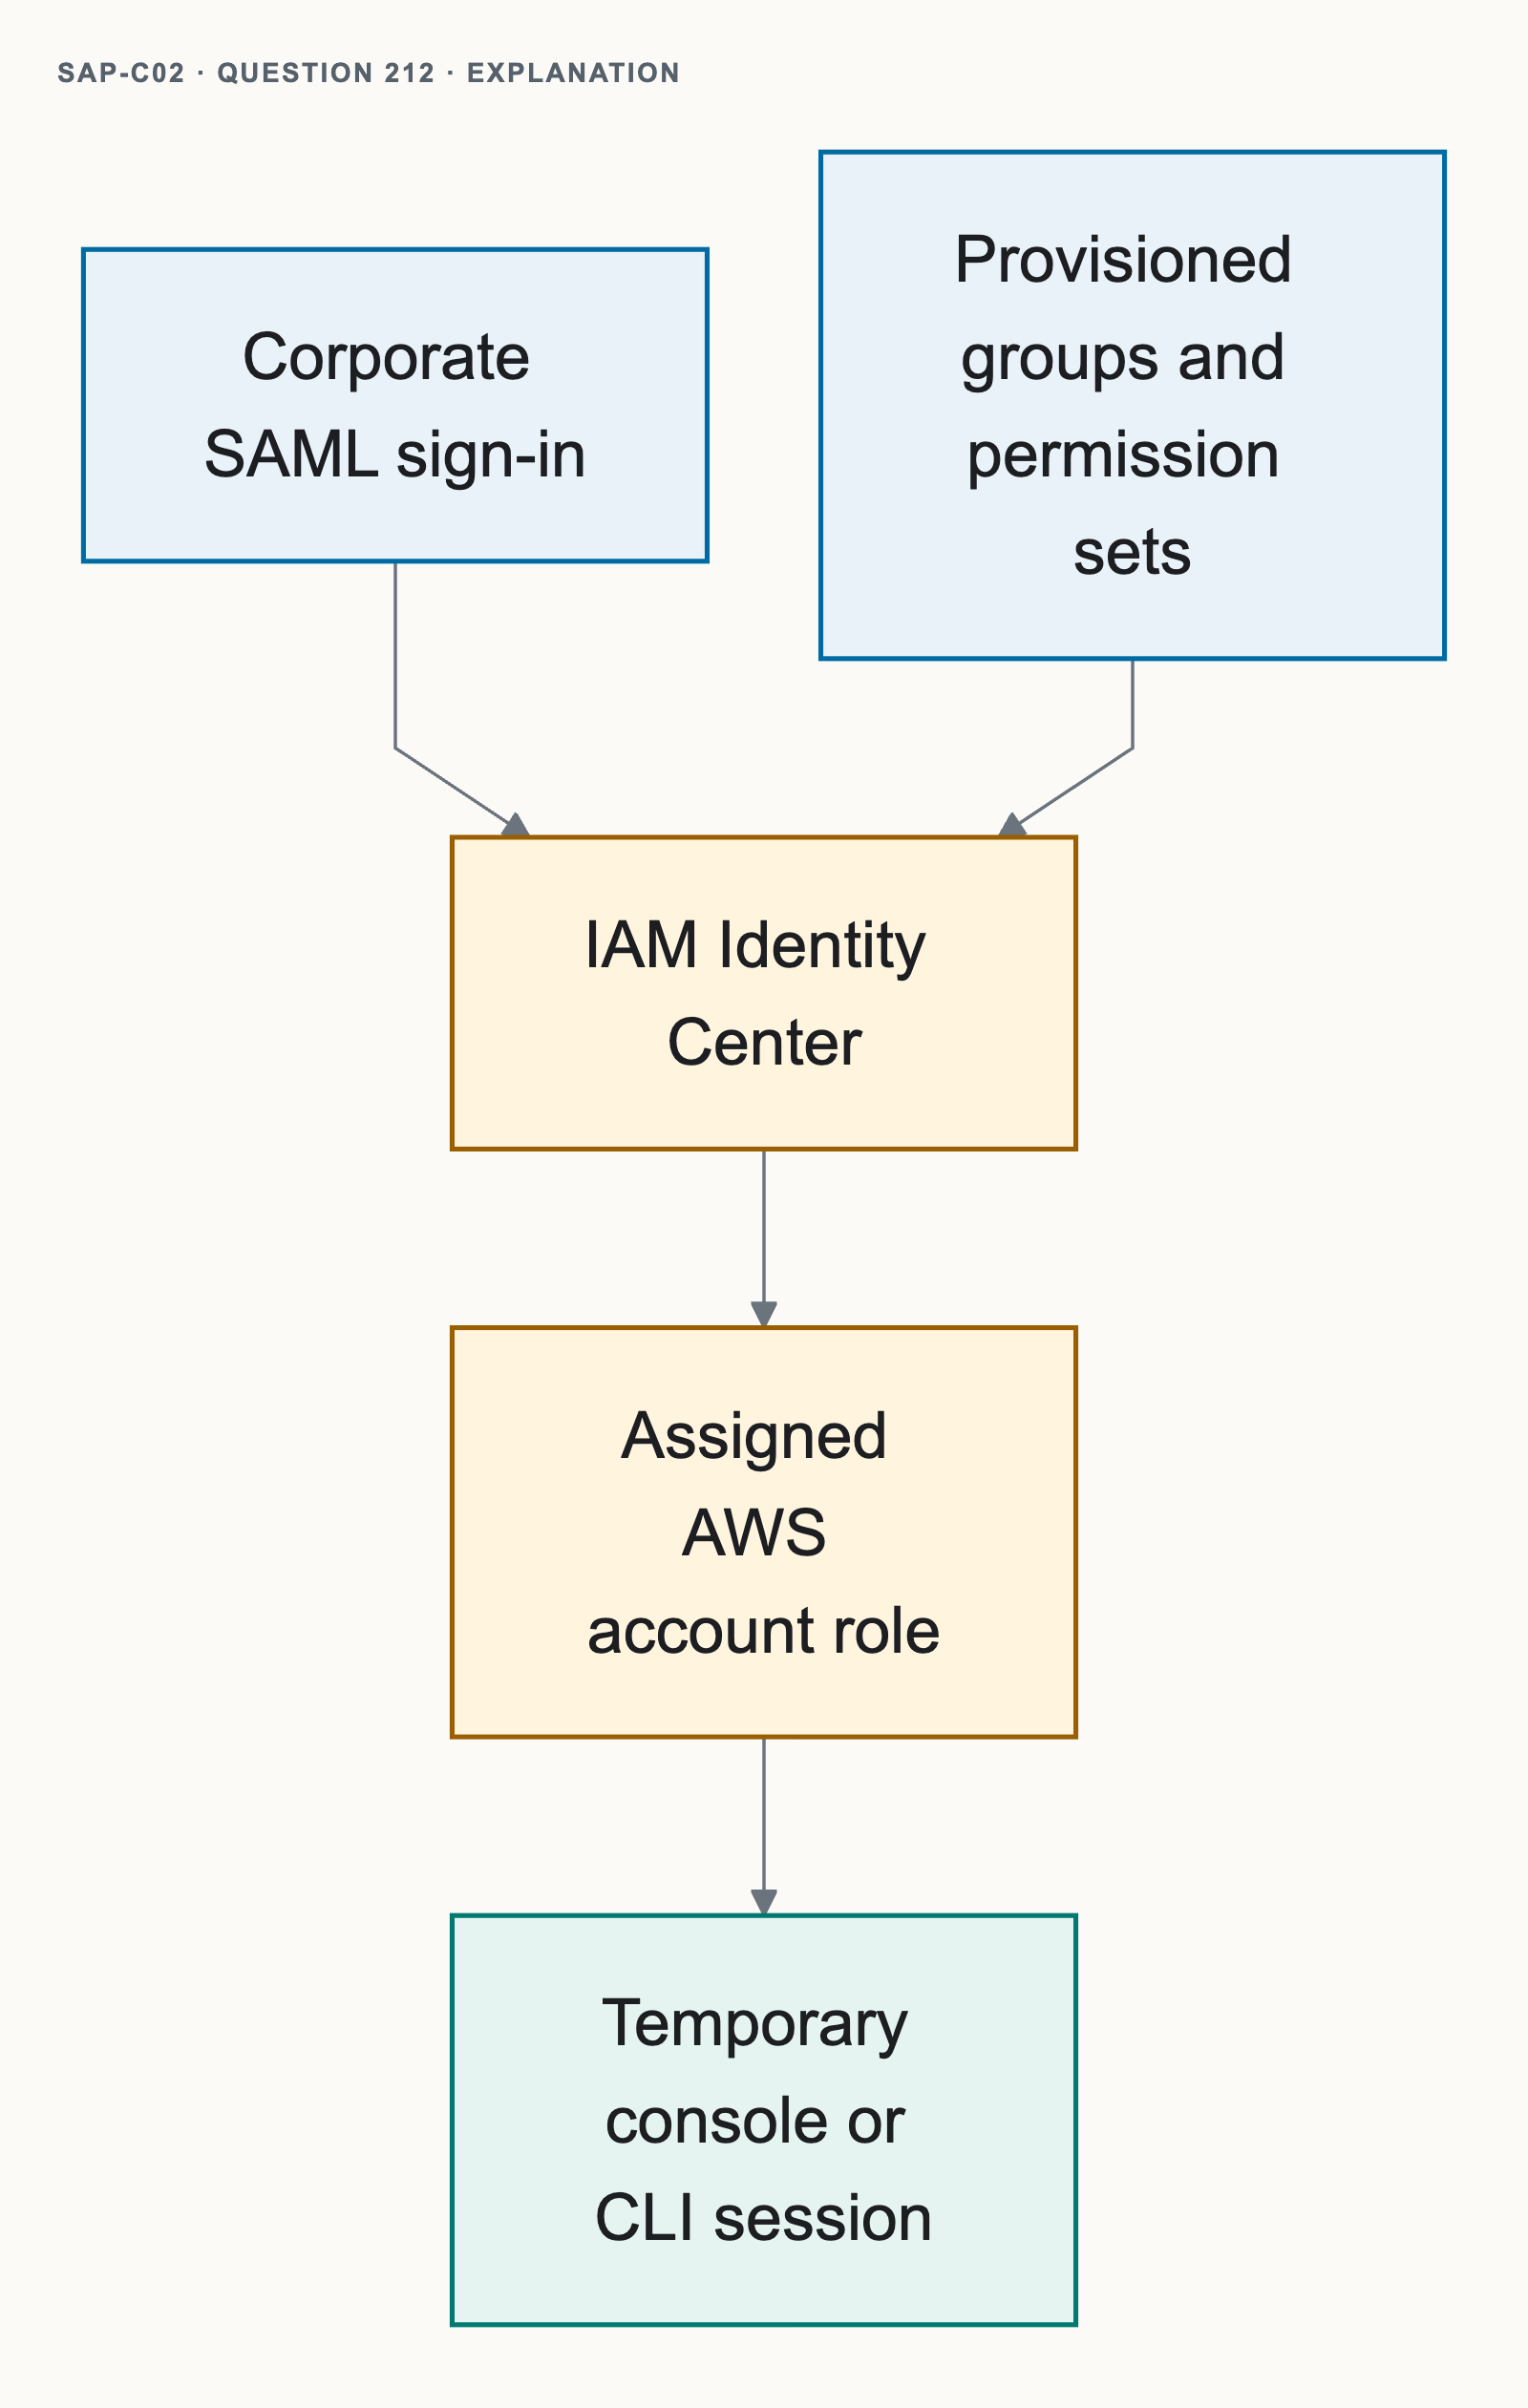 SAP-C02 · QUESTION 212 · EXPLANATION
Corporate
SAML sign-in
Provisioned
groups and
permission
sets
IAM Identity
Center
Assigned
AWS
account role
Temporary
console or
CLI session